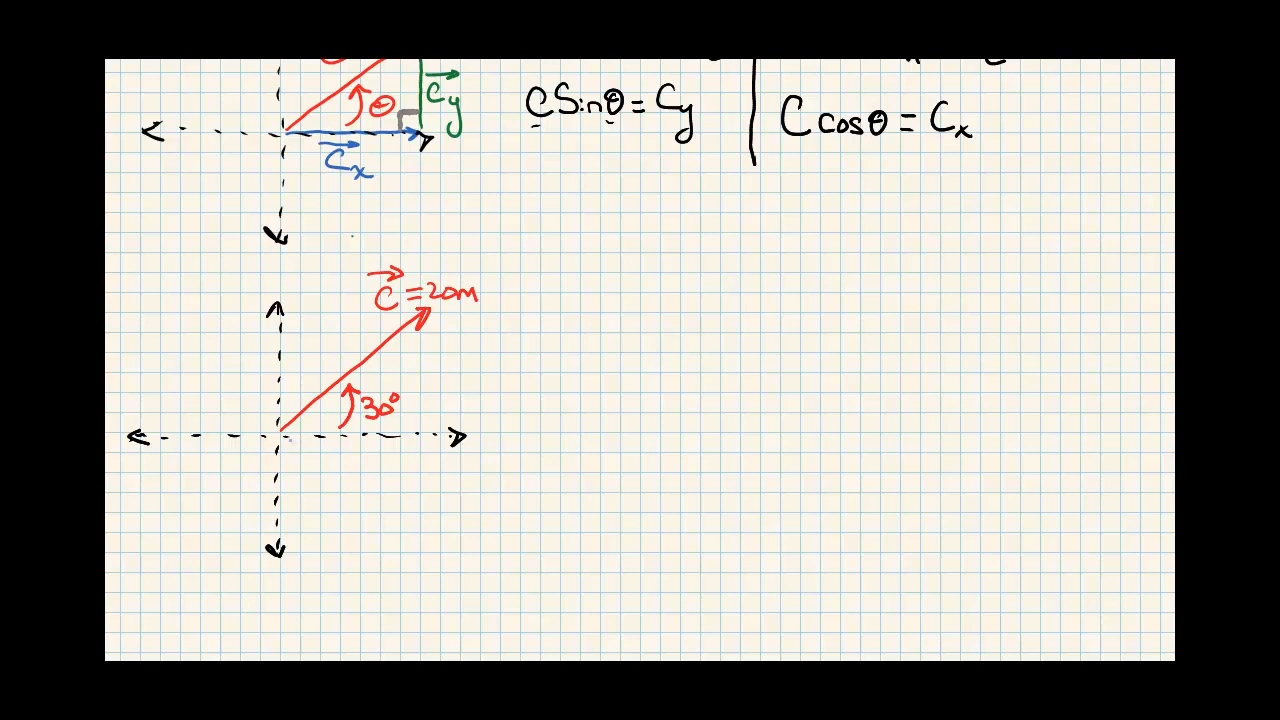 C Sinθ = Cy
C cosθ = Cx
θ
Cy
Cx
C = 20m
30°